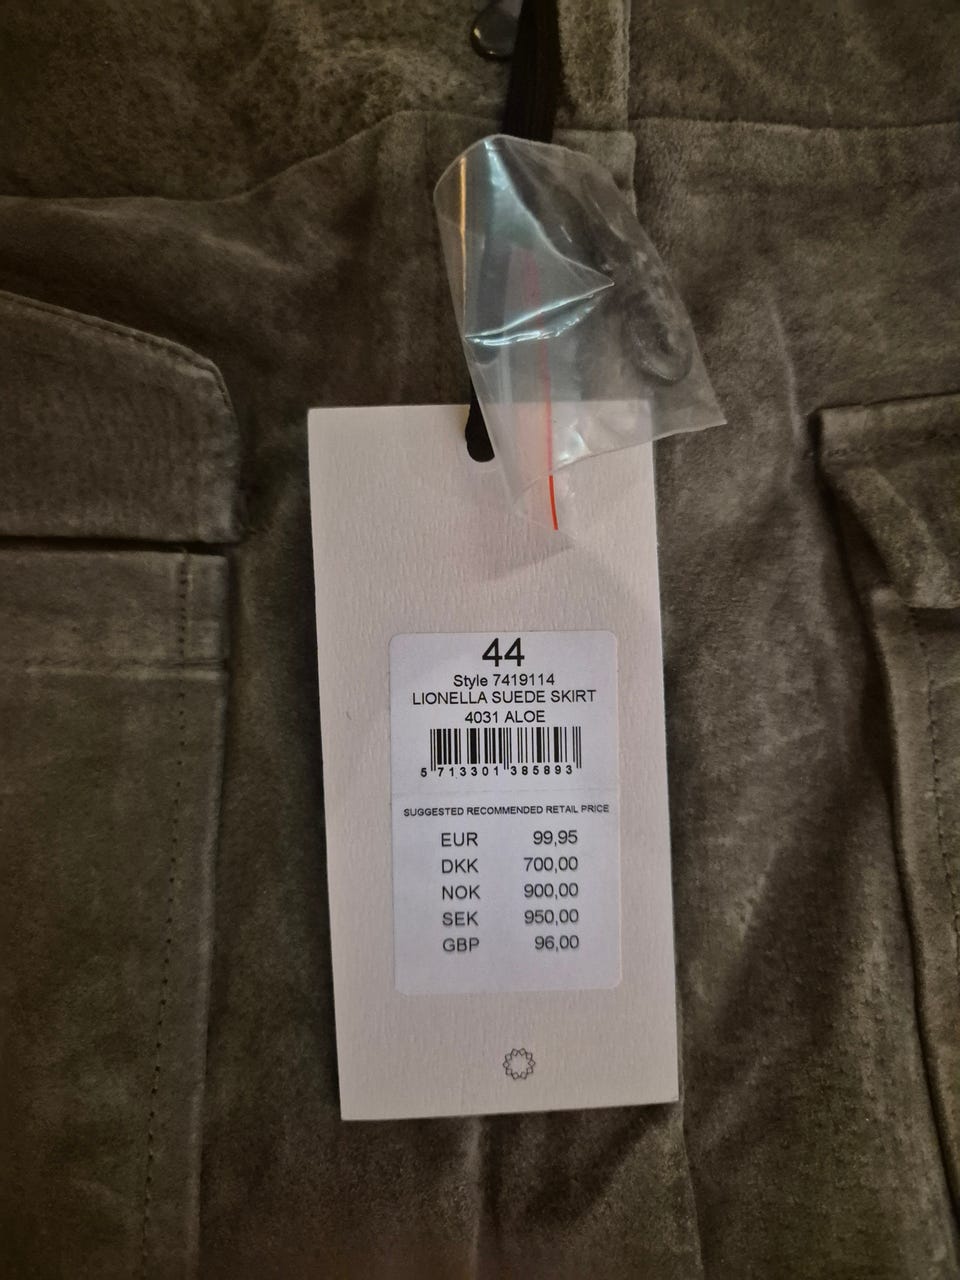 44
Style 7419114
LIONELLA SUEDE SKIRT
4031 ALOE
5 713301 385893
SUGGESTED RECOMMENDED RETAIL PRICE
EUR 99,95
DKK 700,00
NOK 900,00
SEK 950,00
GBP 96,00